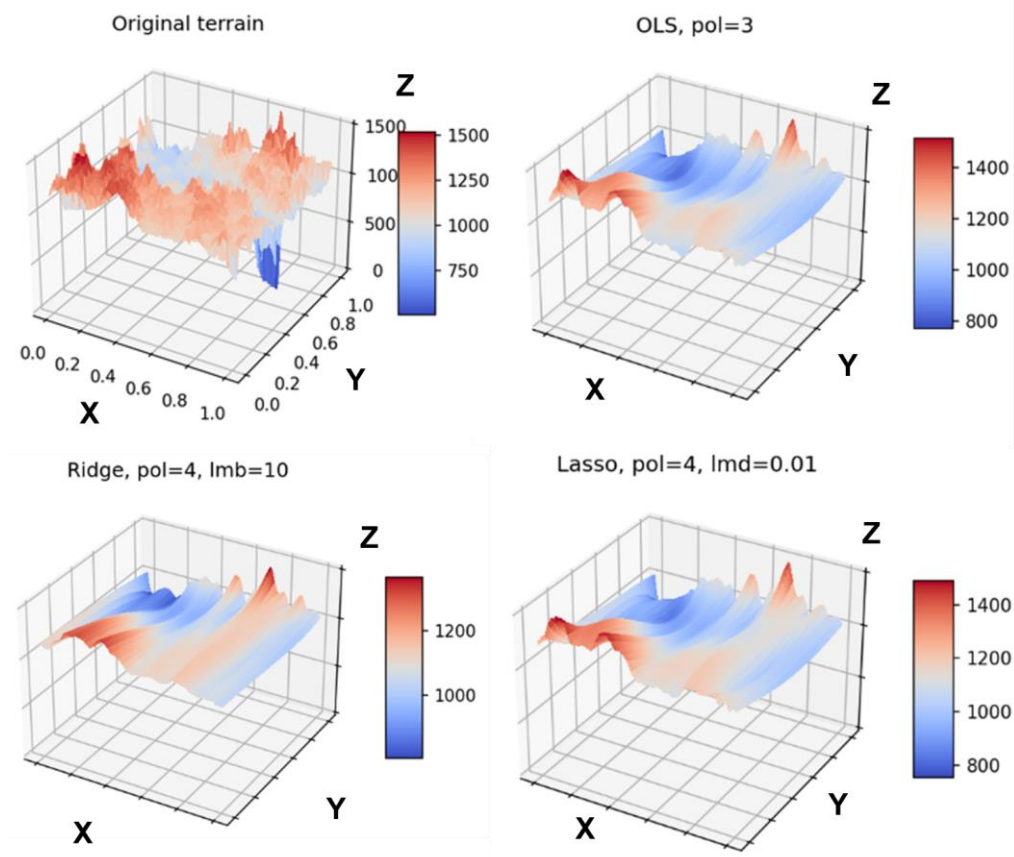 Original terrain
Z
1500
100
500
0
1500
1250
1000
750
0.0 0.2 0.4 0.6 0.8 1.0
X
0.0 0.2 0.4 0.6 0.8 1.0
Y
OLS, pol=3
Z
1400
1200
1000
800
X
Y
Ridge, pol=4, lmb=10
Z
1200
1000
X
Y
Lasso, pol=4, lmd=0.01
Z
1400
1200
1000
800
X
Y